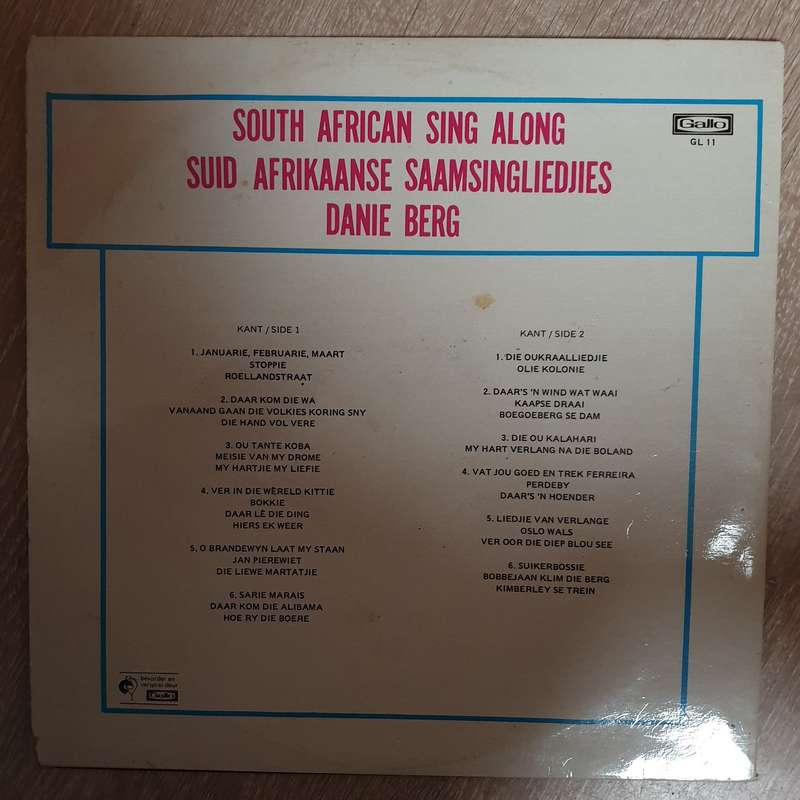 SOUTH AFRICAN SING ALONG
SUID AFRIKAANSE SAAMSINGLIEDJIES
DANIE BERG
Gallo
GL 11
KANT / SIDE 1
1. JANUARIE, FEBRUARIE, MAART
STOPPIE
ROELLANDSTRAAT
2. DAAR KOM DIE WA
VANAAND GAAN DIE VOLKIES KORING SNY
DIE HAND VOL VERE
3. OU TANTE KOBA
MEISIE VAN MY DROME
MY HARTJIE MY LIEFIE
4. VER IN DIE WÊRELD KITTIE
BOKKIE
DAAR LÊ DIE DING
HIERS EK WEER
5. O BRANDEWYN LAAT MY STAAN
JAN PIEREWIET
DIE LIEWE MARTATJIE
6. SARIE MARAIS
DAAR KOM DIE ALIBAMA
HOE RY DIE BOERE
KANT / SIDE 2
1. DIE OUKRAALLIEDJIE
OLIE KOLONIE
2. DAAR'S 'N WIND WAT WAAI
KAAPSE DRAAI
BOEGOEBERG SE DAM
3. DIE OU KALAHARI
MY HART VERLANG NA DIE BOLAND
4. VAT JOU GOED EN TREK FERREIRA
PERDEBY
DAAR'S 'N HOENDER
5. LIEDJIE VAN VERLANGE
OSLO WALS
VER OOR DIE DIEP BLOU SEE
6. SUIKERBOSSIE
BOBBEJAAN KLIM DIE BERG
KIMBERLEY SE TREIN
bevorder en
versprei deur
Gallo